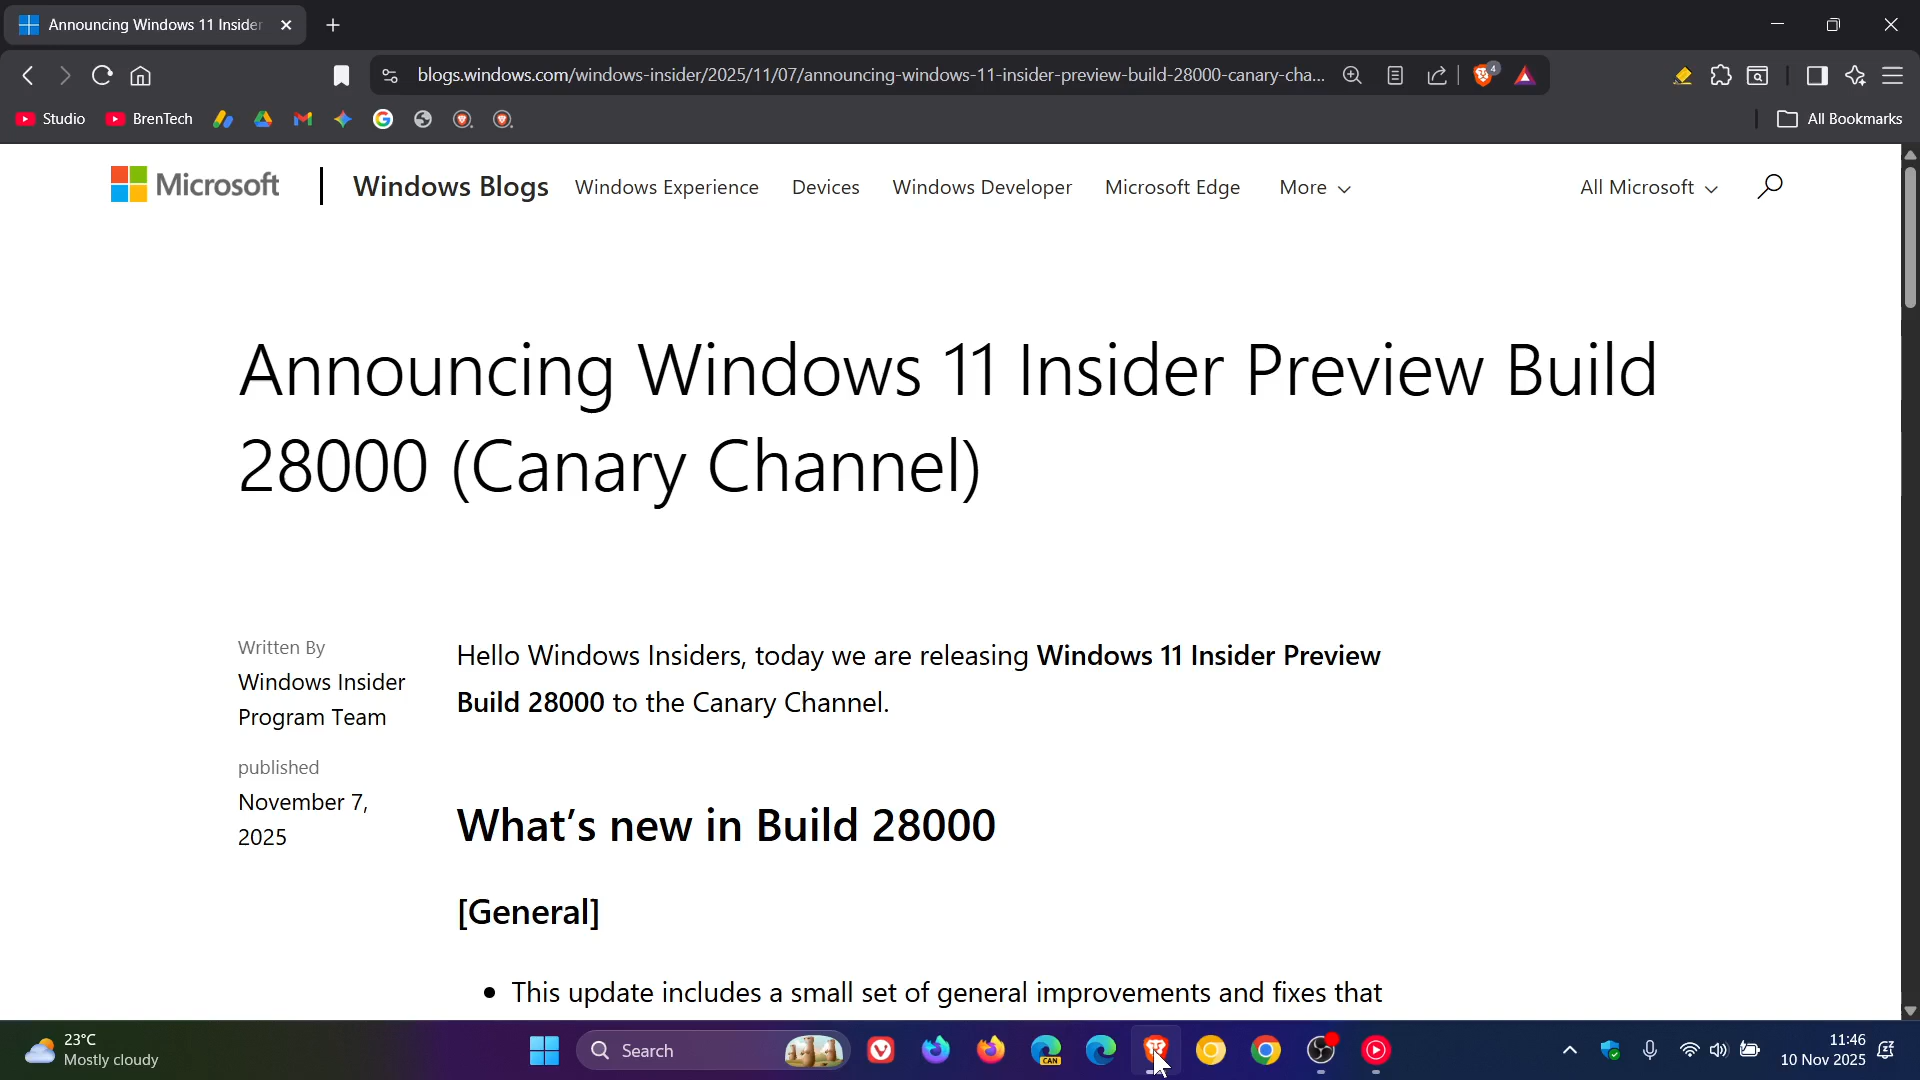 Announcing Windows 11 Insider
blogs.windows.com/windows-insider/2025/11/07/announcing-windows-11-insider-preview-build-28000-canary-cha...
4
Studio
BrenTech
All Bookmarks
Microsoft
Windows Blogs
Windows Experience
Devices
Windows Developer
Microsoft Edge
More
All Microsoft
Announcing Windows 11 Insider Preview Build
28000 (Canary Channel)
Written By
Windows Insider
Program Team
published
November 7,
2025
Hello Windows Insiders, today we are releasing Windows 11 Insider Preview
Build 28000 to the Canary Channel.
What’s new in Build 28000
[General]
• This update includes a small set of general improvements and fixes that
23°C
Mostly cloudy
Search
CAN
11:46
10 Nov 2025